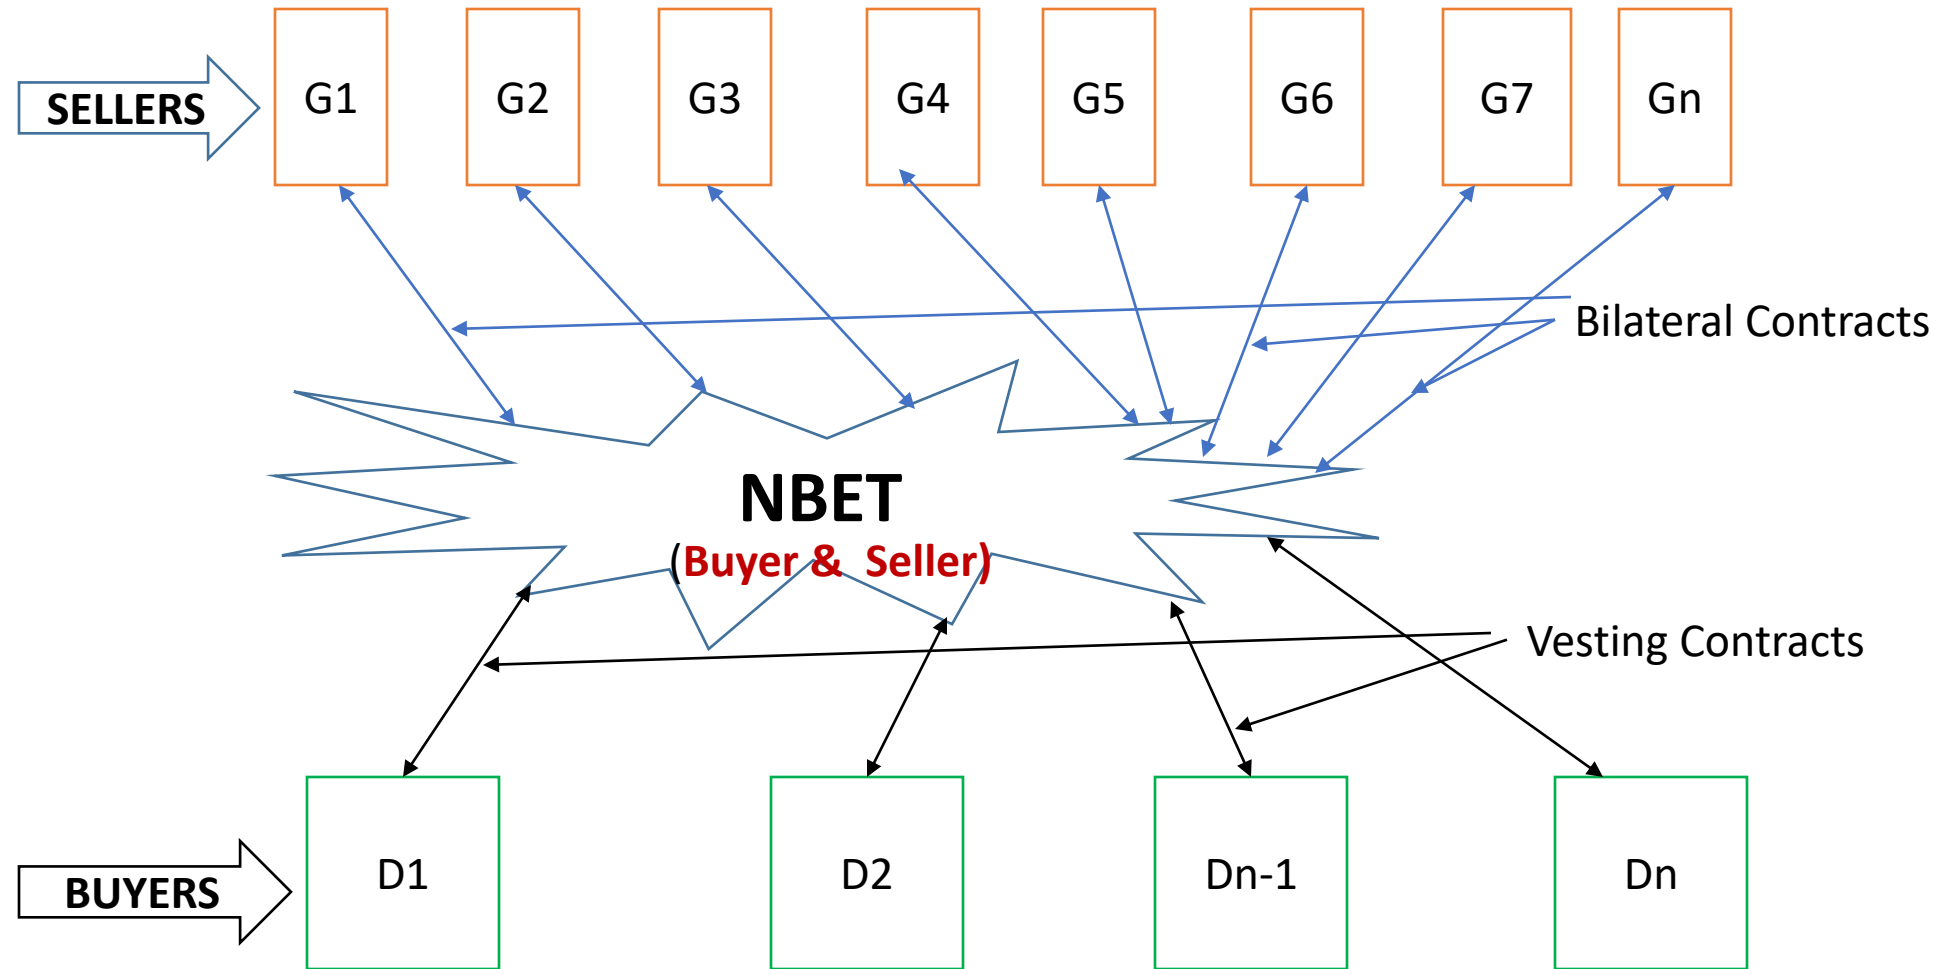 SELLERS
G1
G2
G3
G4
G5
G6
G7
Gn
Bilateral Contracts
NBET
(Buyer & Seller)
Vesting Contracts
BUYERS
D1
D2
Dn-1
Dn